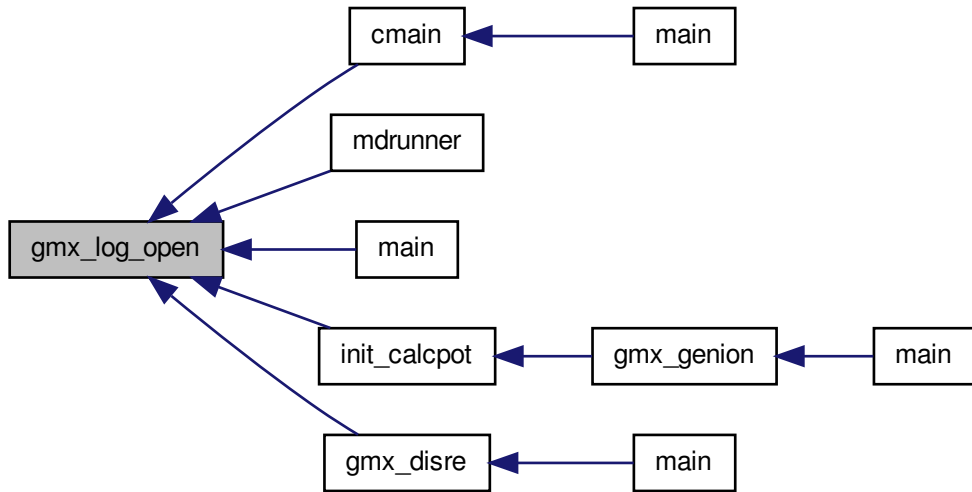 cmain
main
mdrunner
gmx_log_open
main
init_calcpot
gmx_genion
main
gmx_disre
main